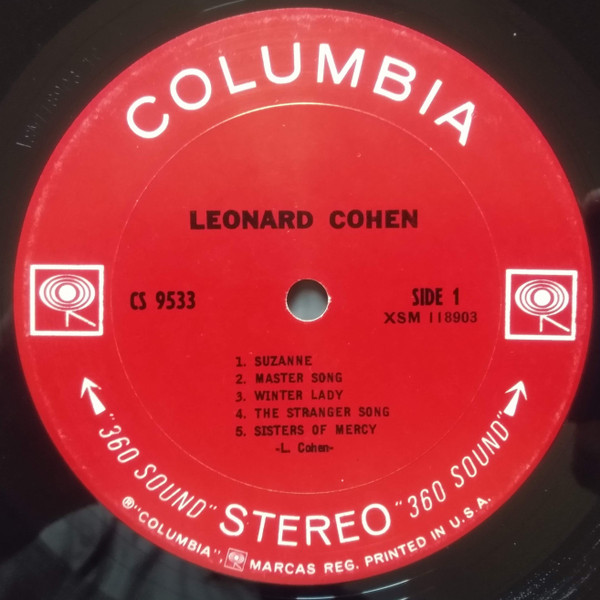 COLUMBIA
LEONARD COHEN
CS 9533
SIDE 1
XSM 118903
1. SUZANNE
2. MASTER SONG
3. WINTER LADY
4. THE STRANGER SONG
5. SISTERS OF MERCY
-L. Cohen-
"360 SOUND" STEREO "360 SOUND"
®"COLUMBIA", MARCAS REG. PRINTED IN U.S.A.